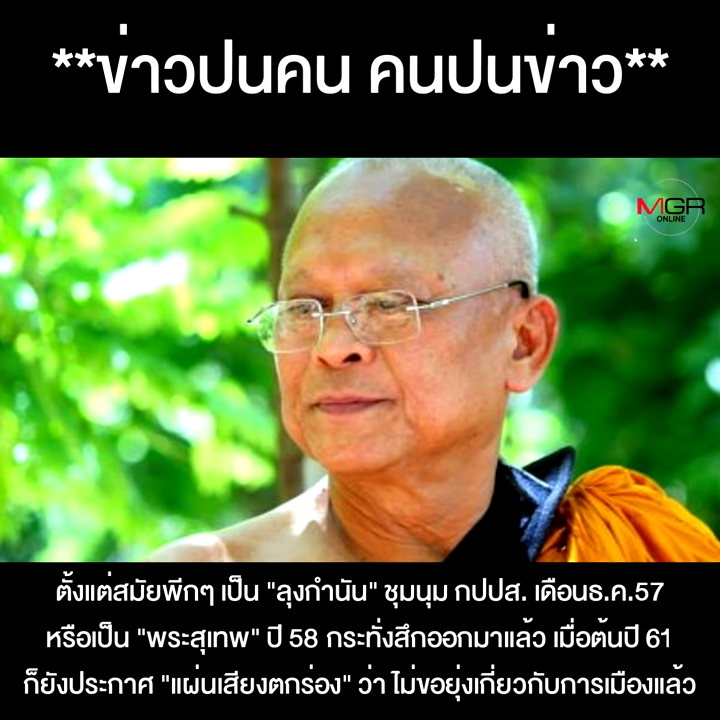 **ข่าวปนคน คนปนข่าว**
MGR
ONLINE
ตั้งแต่สมัยพีกๆ เป็น "ลุงกำนัน" ชุมนุม กปปส. เดือนธ.ค.57
หรือเป็น "พระสุเทพ" ปี 58 กระทั่งสึกออกมาแล้ว เมื่อต้นปี 61
ก็ยังประกาศ "แผ่นเสียงตกร่อง" ว่า ไม่ขอยุ่งเกี่ยวกับการเมืองแล้ว